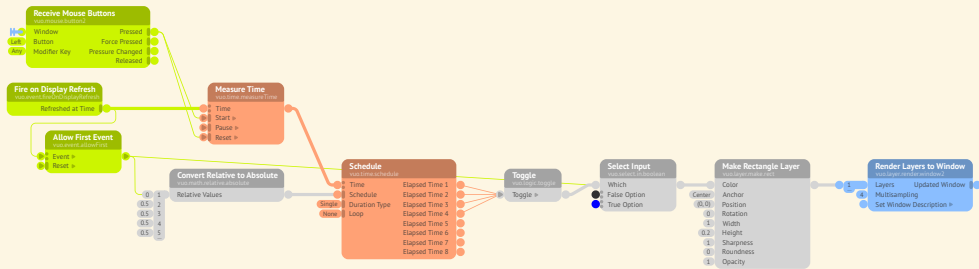 Receive Mouse Buttons
vuo.mouse.button2
Window Pressed
Left Button Force Pressed
Any Modifier Key Pressure Changed
Released
Fire on Display Refresh
vuo.event.fireOnDisplayRefresh
Refreshed at Time
Measure Time
vuo.time.measureTime
Time
Start
Pause
Reset
Allow First Event
vuo.event.allowFirst
Event
Reset
Convert Relative to Absolute
vuo.math.relative.absolute
0 1 Relative Values
0.5 2
0.5 3
0.5 4
0.5 5
Schedule
vuo.time.schedule
Time Elapsed Time 1
Schedule Elapsed Time 2
Single Duration Type Elapsed Time 3
None Loop Elapsed Time 4
Elapsed Time 5
Elapsed Time 6
Elapsed Time 7
Elapsed Time 8
Toggle
vuo.logic.toggle
Toggle
Select Input
vuo.select.in.boolean
Which
False Option
True Option
Make Rectangle Layer
vuo.layer.make.rect
Color
Center Anchor
(0,0) Position
0 Rotation
1 Width
0.2 Height
1 Sharpness
0 Roundness
1 Opacity
Render Layers to Window
vuo.layer.render.window2
1 Layers Updated Window
4 Multisampling
Set Window Description